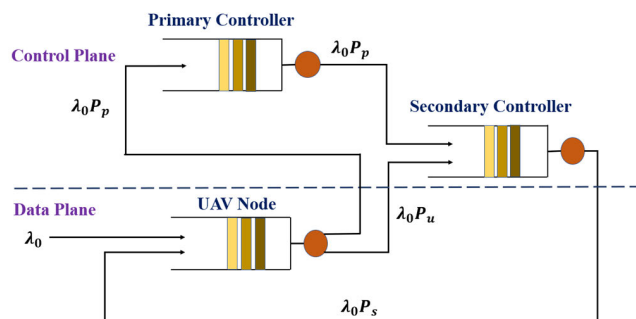 Primary Controller
Control Plane
λ₀Pₚ
λ₀Pₚ
Secondary Controller
Data Plane
UAV Node
λ₀Pᵤ
λ₀
λ₀Pₛ